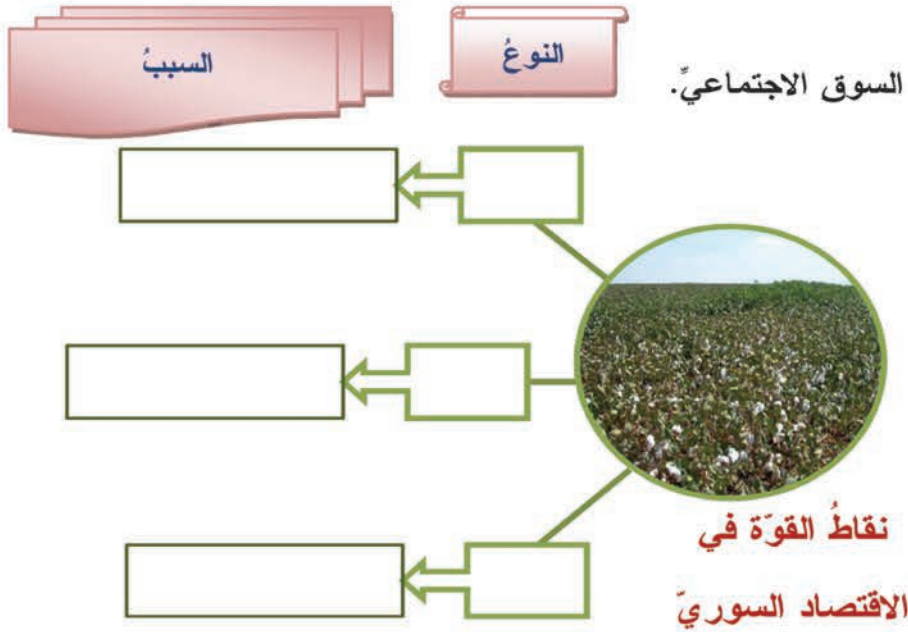 السوق الاجتماعيِّ.
النوعُ
السببُ
نقاطُ القوّة في
الاقتصاد السوريّ